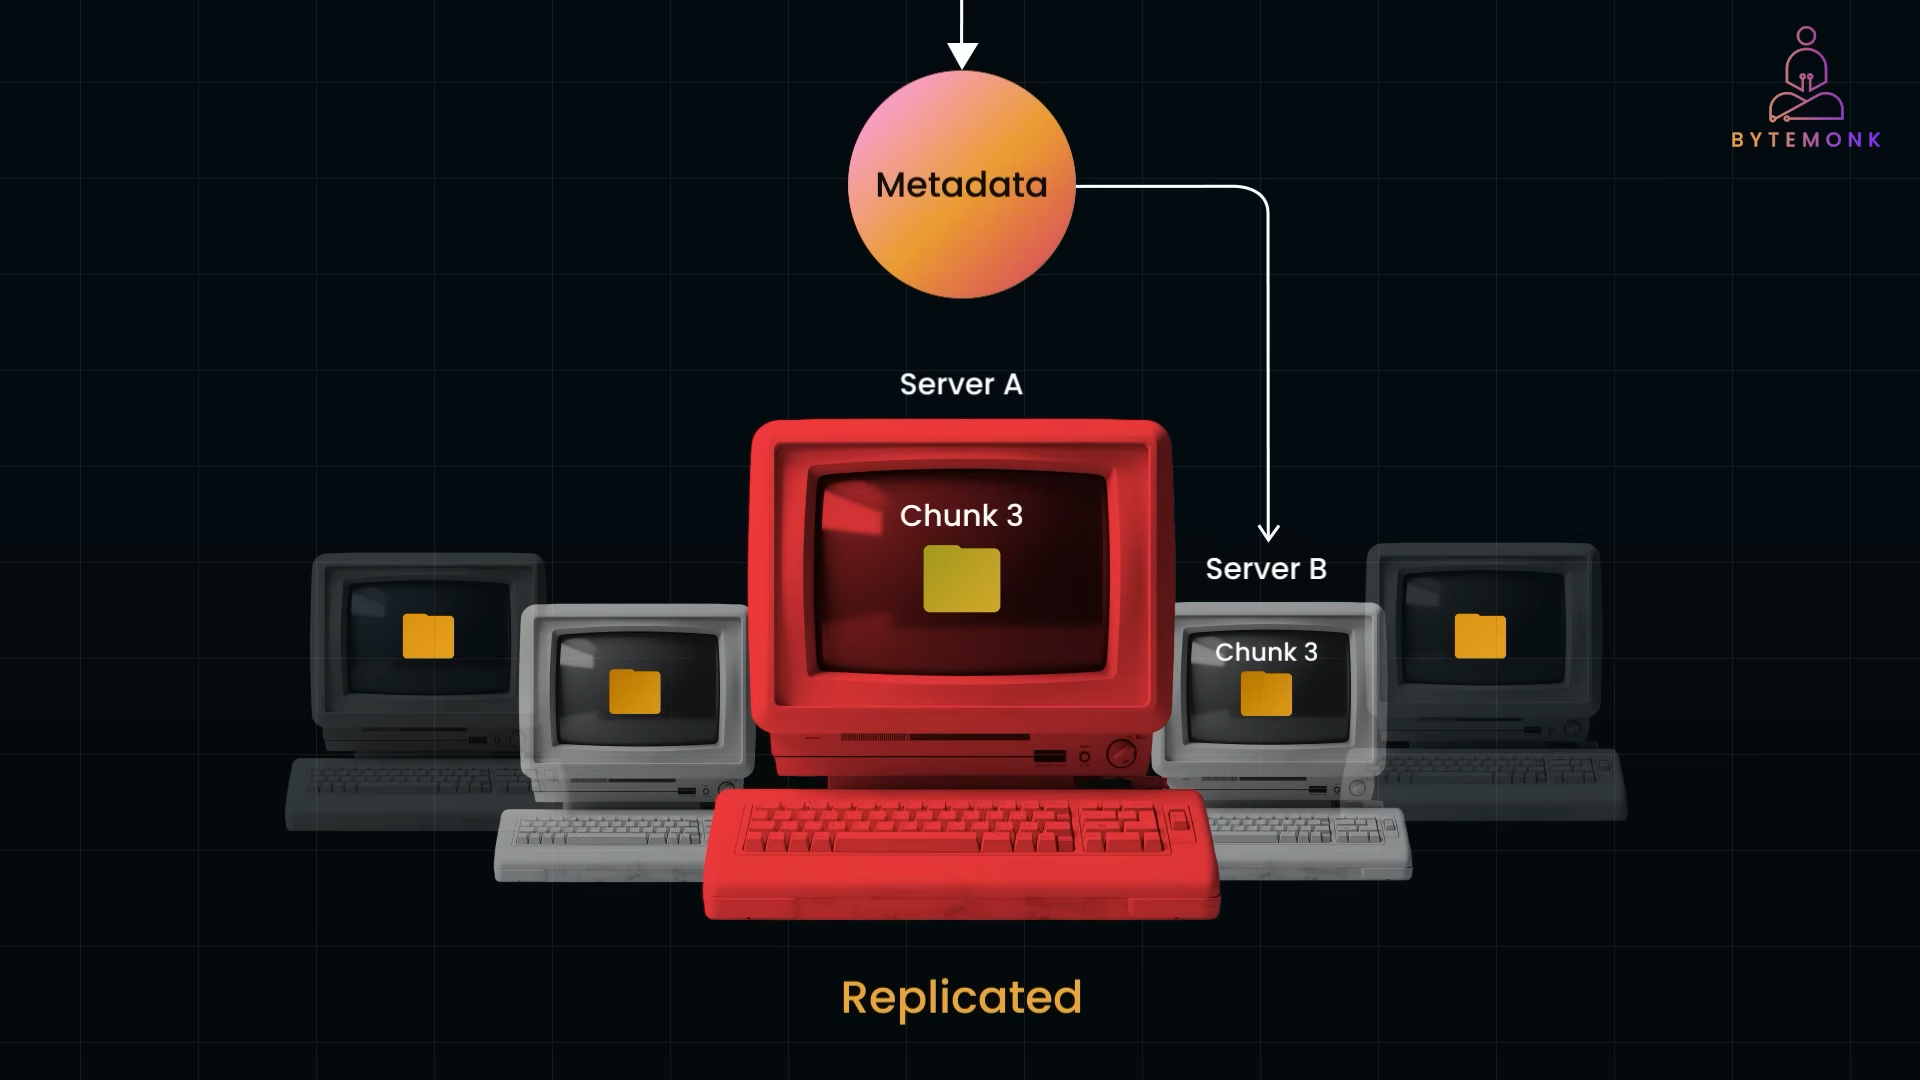 BYTEMONK
Metadata
Server A
Chunk 3
Server B
Chunk 3
Replicated